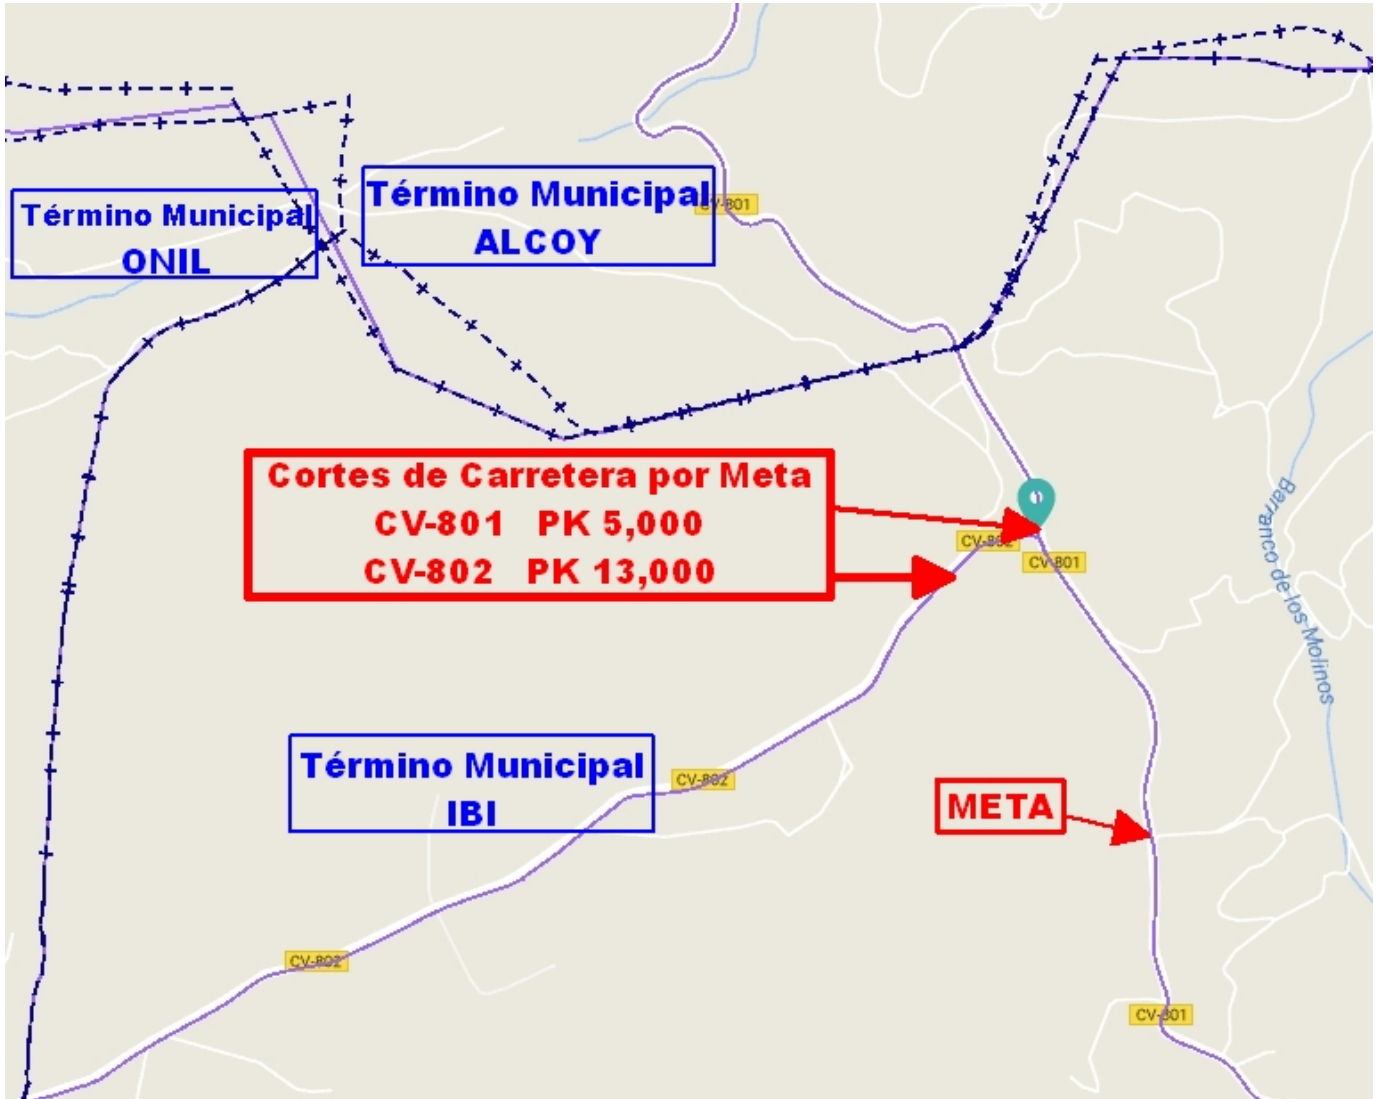 Término Municipal
ALCOY
Término Municipal
ONIL
CV-801
Cortes de Carretera por Meta
CV-801 PK 5,000
CV-802 PK 13,000
CV-802
CV-801
Barranco de los Molinos
Término Municipal
IBI
CV-802
META
CV-802
CV-801